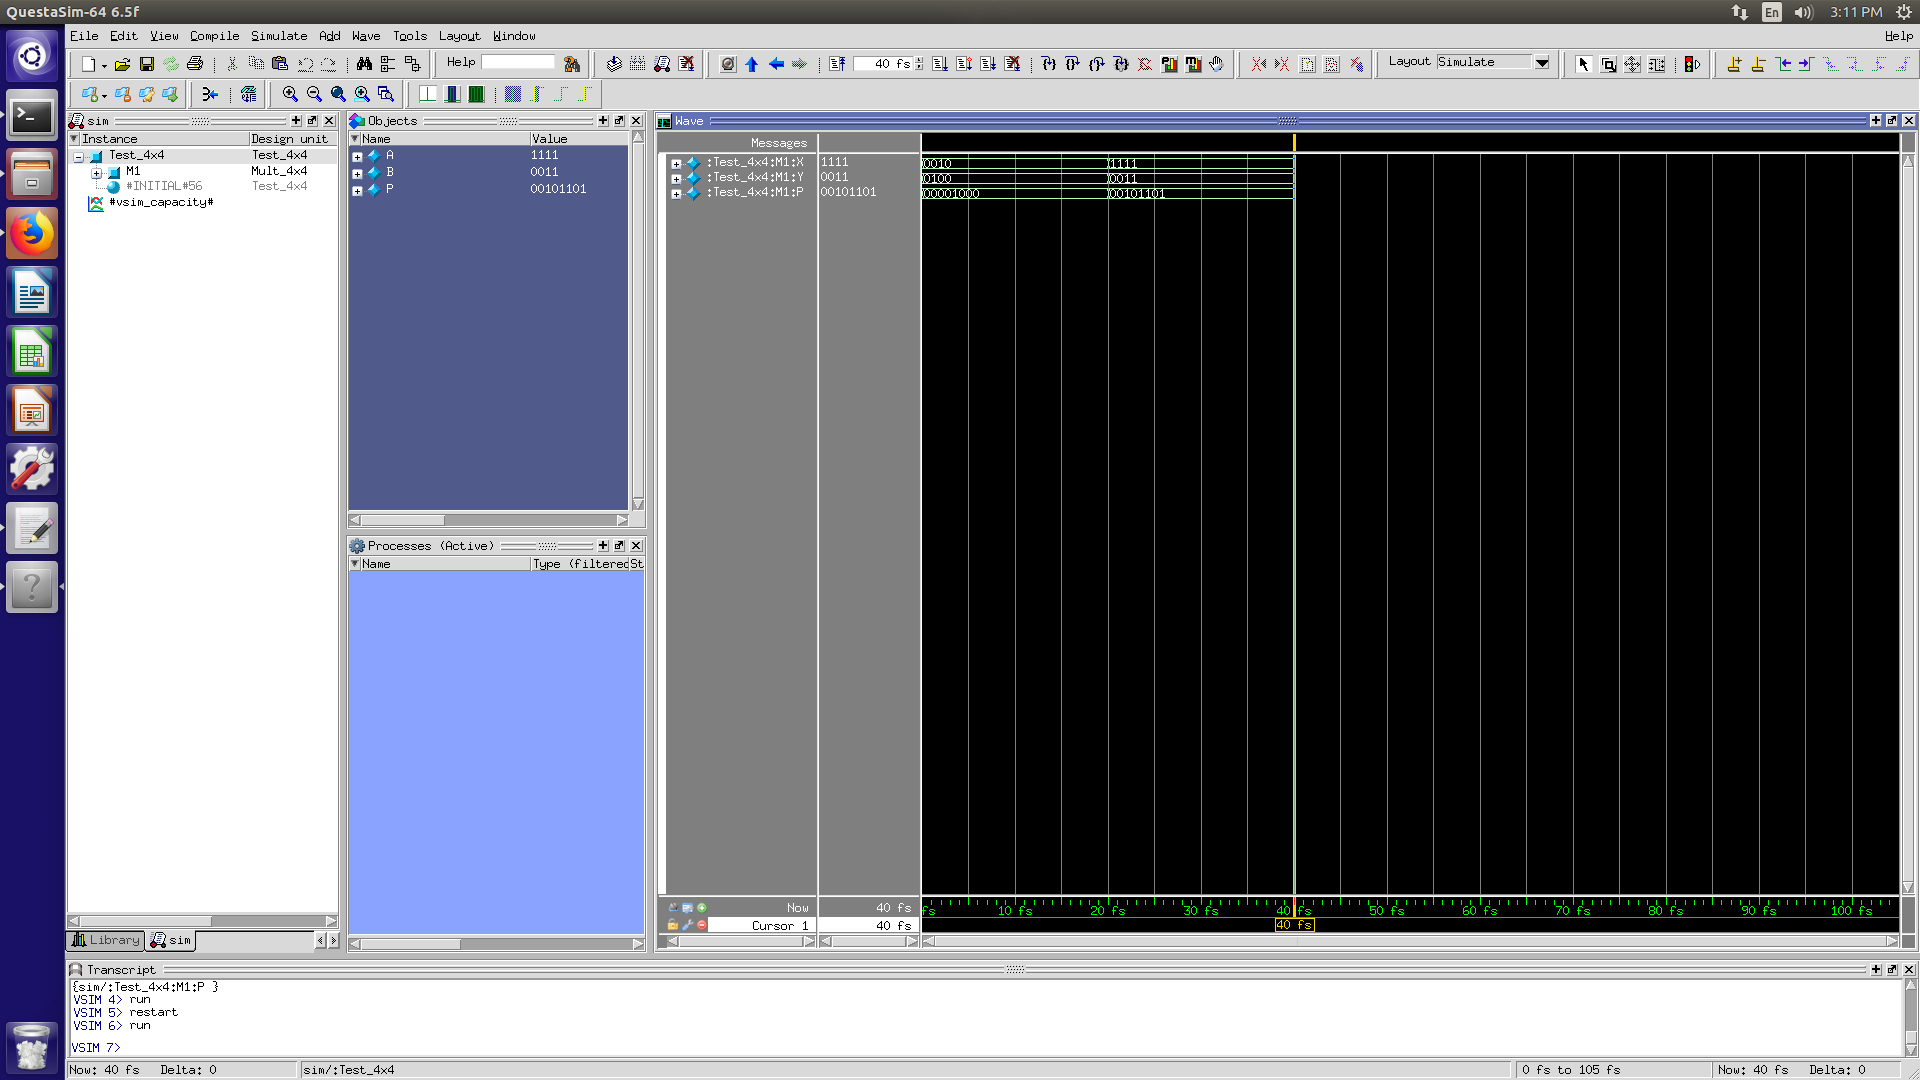 QuestaSim-64 6.5f
En
3:11 PM
File Edit View Compile Simulate Add Wave Tools Layout Window
Help
Help
40 fs
Layout Simulate
sim
Instance Design unit
Test_4x4 Test_4x4
M1 Mult_4x4
#INITIAL#56 Test_4x4
#vsim_capacity#
Library sim
Objects
Name Value
A 1111
B 0011
P 00101101
Processes (Active)
Name Type (filtered St
Wave
Messages
:Test_4x4:M1:X 1111 0010 1111
:Test_4x4:M1:Y 0011 0100 0011
:Test_4x4:M1:P 00101101 00001000 00101101
Now 40 fs
fs 10 fs 20 fs 30 fs 40 fs 50 fs 60 fs 70 fs 80 fs 90 fs 100 fs
Cursor 1 40 fs
40 fs
Transcript
{sim/:Test_4x4:M1:P }
VSIM 4> run
VSIM 5> restart
VSIM 6> run
VSIM 7>
Now: 40 fs Delta: 0
sim/:Test_4x4
0 fs to 105 fs
Now: 40 fs Delta: 0